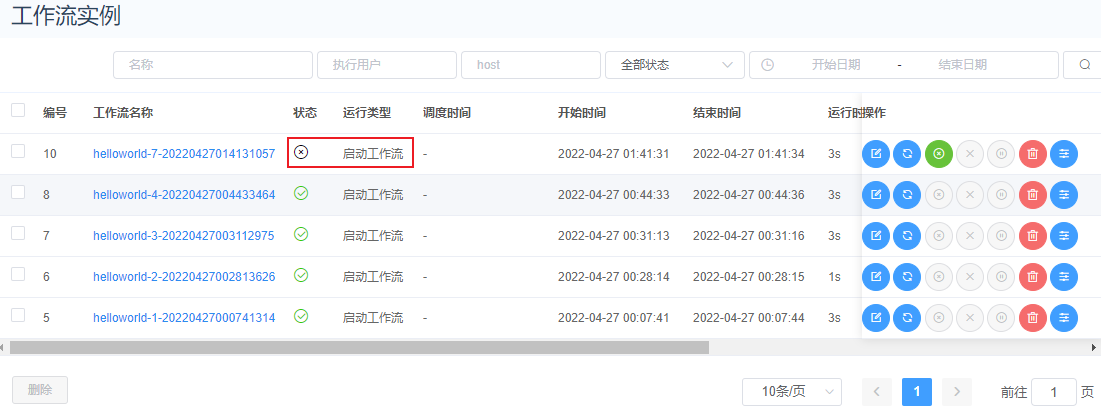 工作流实例
名称 执行用户 host 全部状态 开始日期 - 结束日期
编号 工作流名称 状态 运行类型 调度时间 开始时间 结束时间 运行时 操作
10 helloworld-7-20220427014131057 启动工作流 - 2022-04-27 01:41:31 2022-04-27 01:41:34 3s
8 helloworld-4-20220427004433464 启动工作流 - 2022-04-27 00:44:33 2022-04-27 00:44:36 3s
7 helloworld-3-20220427003112975 启动工作流 - 2022-04-27 00:31:13 2022-04-27 00:31:16 3s
6 helloworld-2-20220427002813626 启动工作流 - 2022-04-27 00:28:14 2022-04-27 00:28:15 1s
5 helloworld-1-20220427000741314 启动工作流 - 2022-04-27 00:07:41 2022-04-27 00:07:44 3s
删除 10条/页 1 前往 1 页